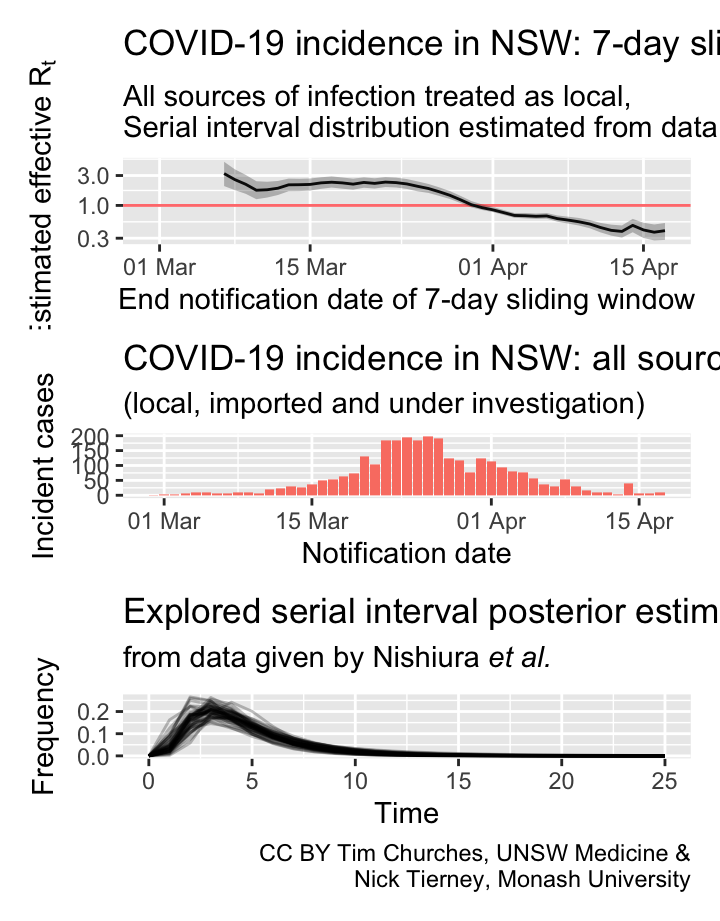 COVID-19 incidence in NSW: 7-day sli
All sources of infection treated as local,
Serial interval distribution estimated from data
:stimated effective Rt
3.0
1.0
0.3
01 Mar 15 Mar 01 Apr 15 Apr
End notification date of 7-day sliding window
COVID-19 incidence in NSW: all sourc
(local, imported and under investigation)
Incident cases
200
150
100
50
0
01 Mar 15 Mar 01 Apr 15 Apr
Notification date
Explored serial interval posterior estim
from data given by Nishiura et al.
Frequency
0.2
0.1
0.0
0 5 10 15 20 25
Time
CC BY Tim Churches, UNSW Medicine &
Nick Tierney, Monash University